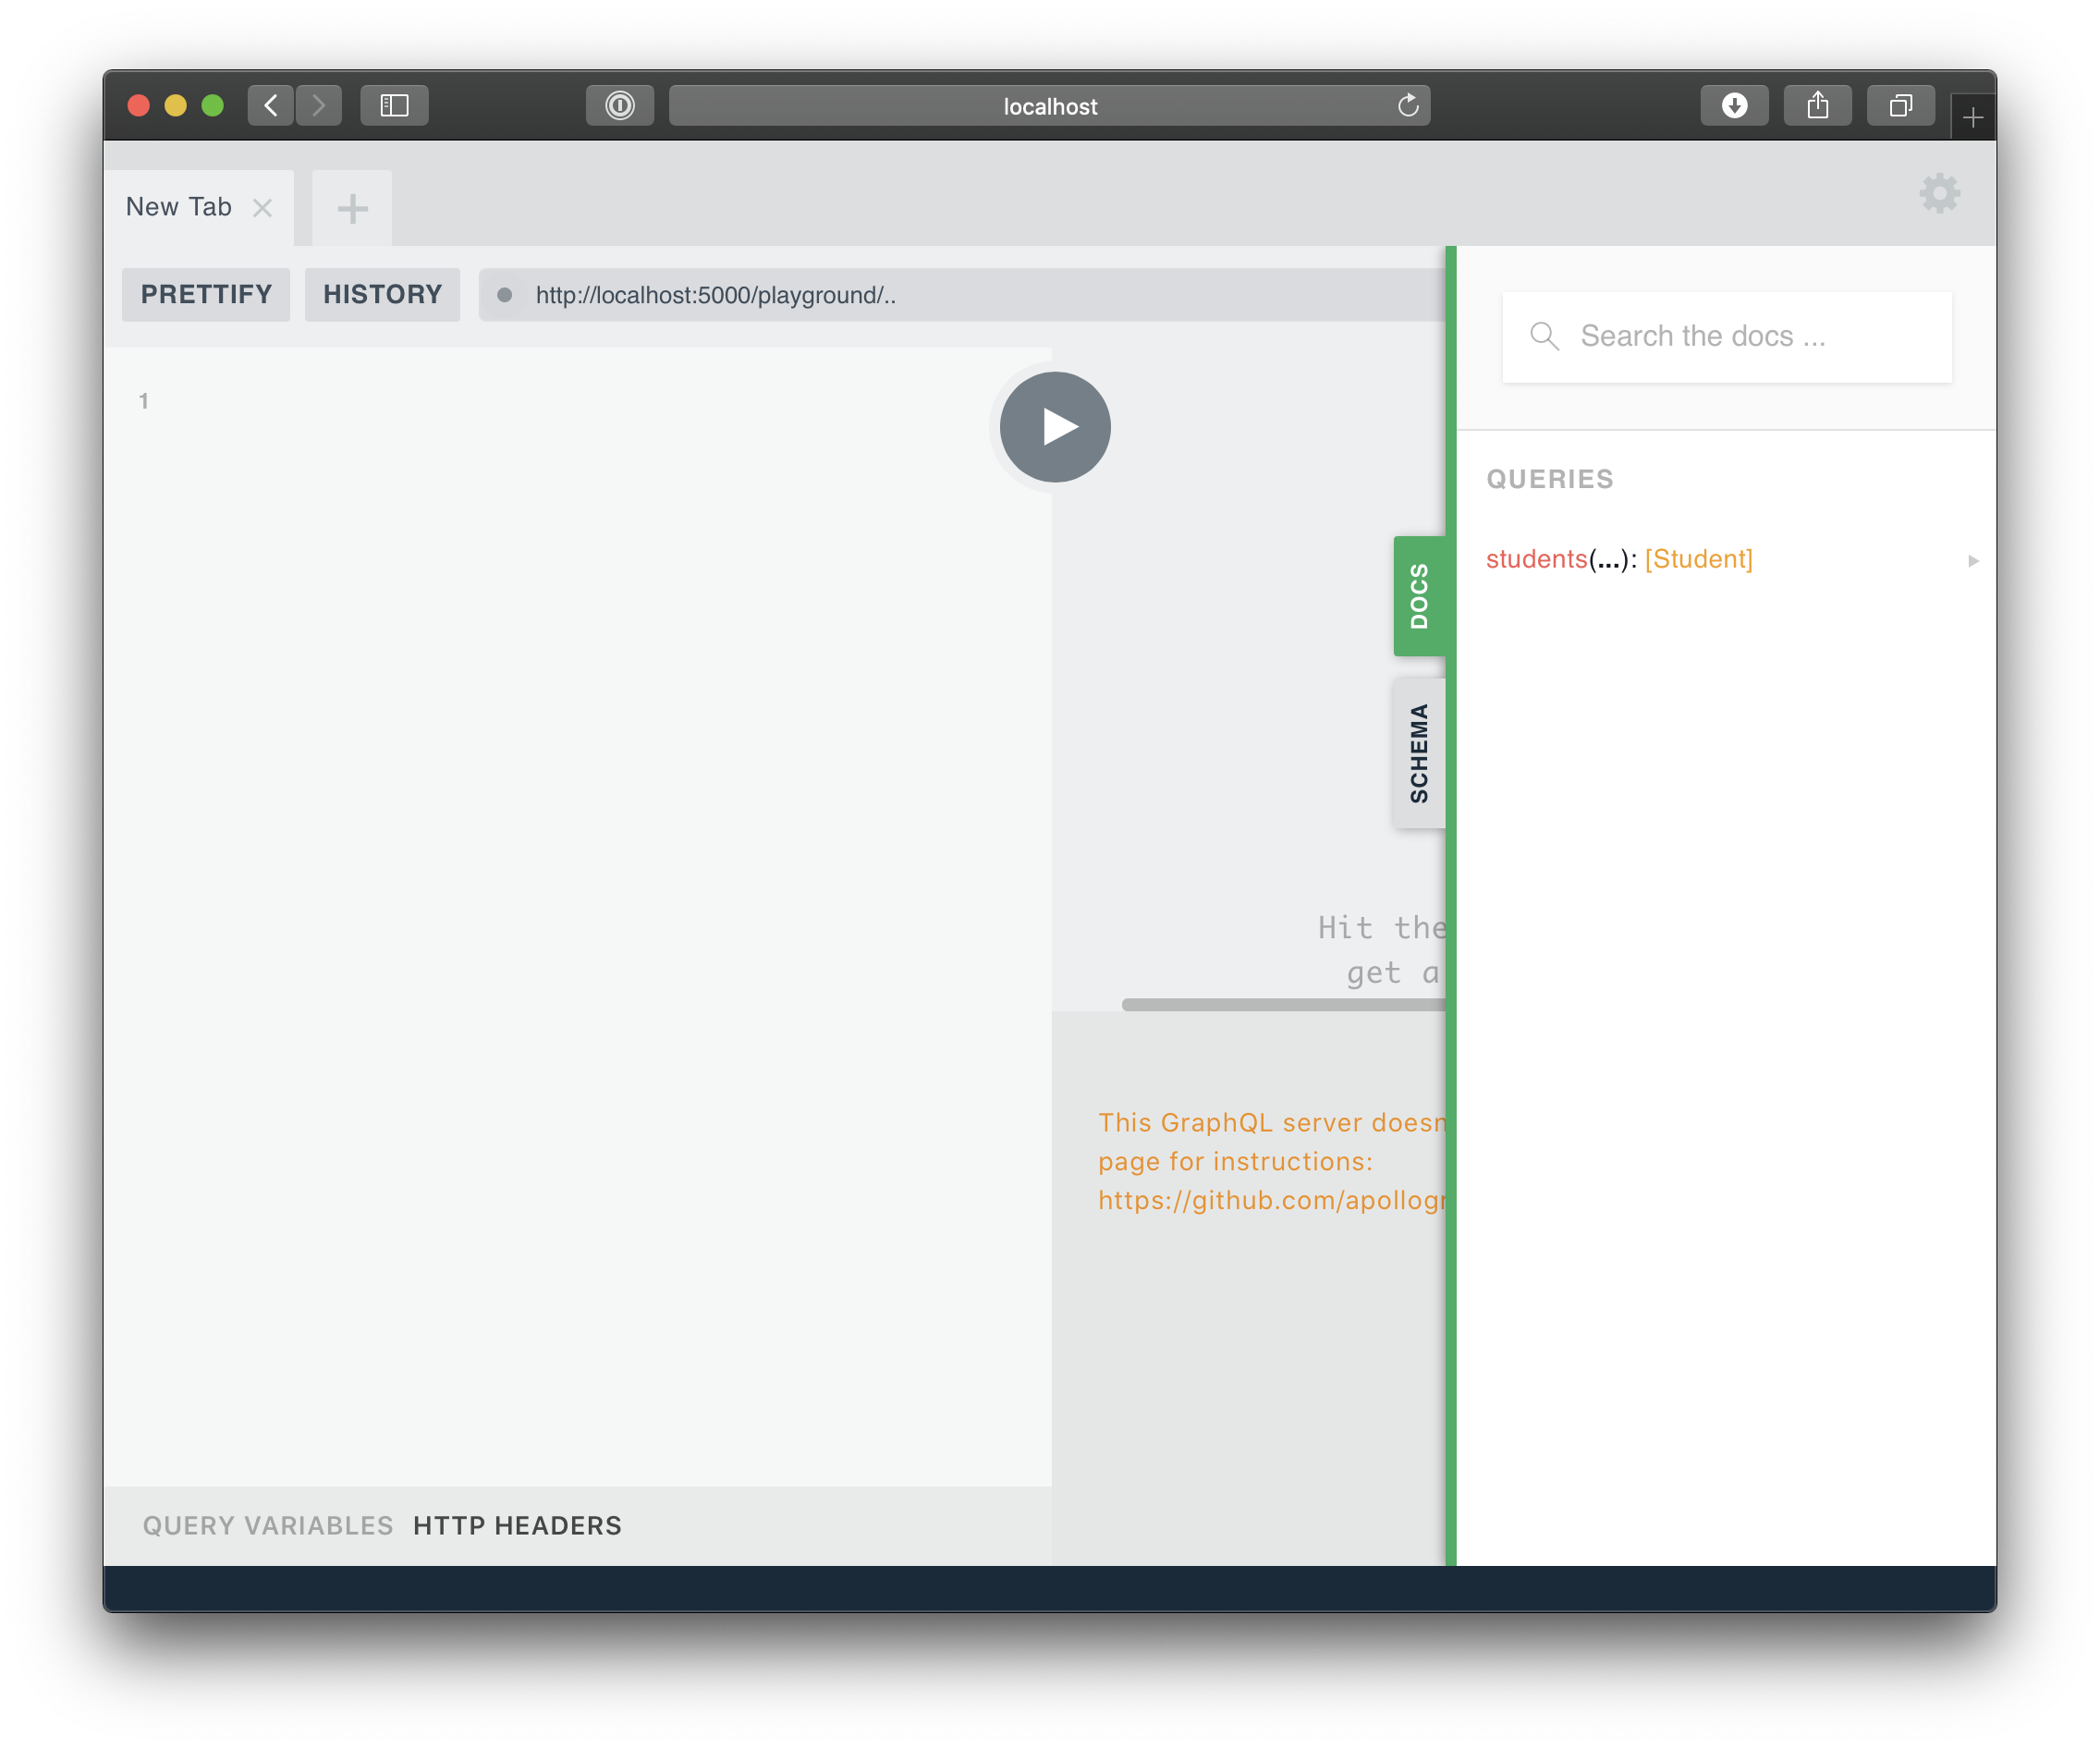 localhost
New Tab
PRETTIFY HISTORY http://localhost:5000/playground/..
Search the docs ...
1
QUERIES
students(...): [Student]
DOCS
SCHEMA
Hit the
get a
This GraphQL server doesn
page for instructions:
https://github.com/apollogr
QUERY VARIABLES HTTP HEADERS